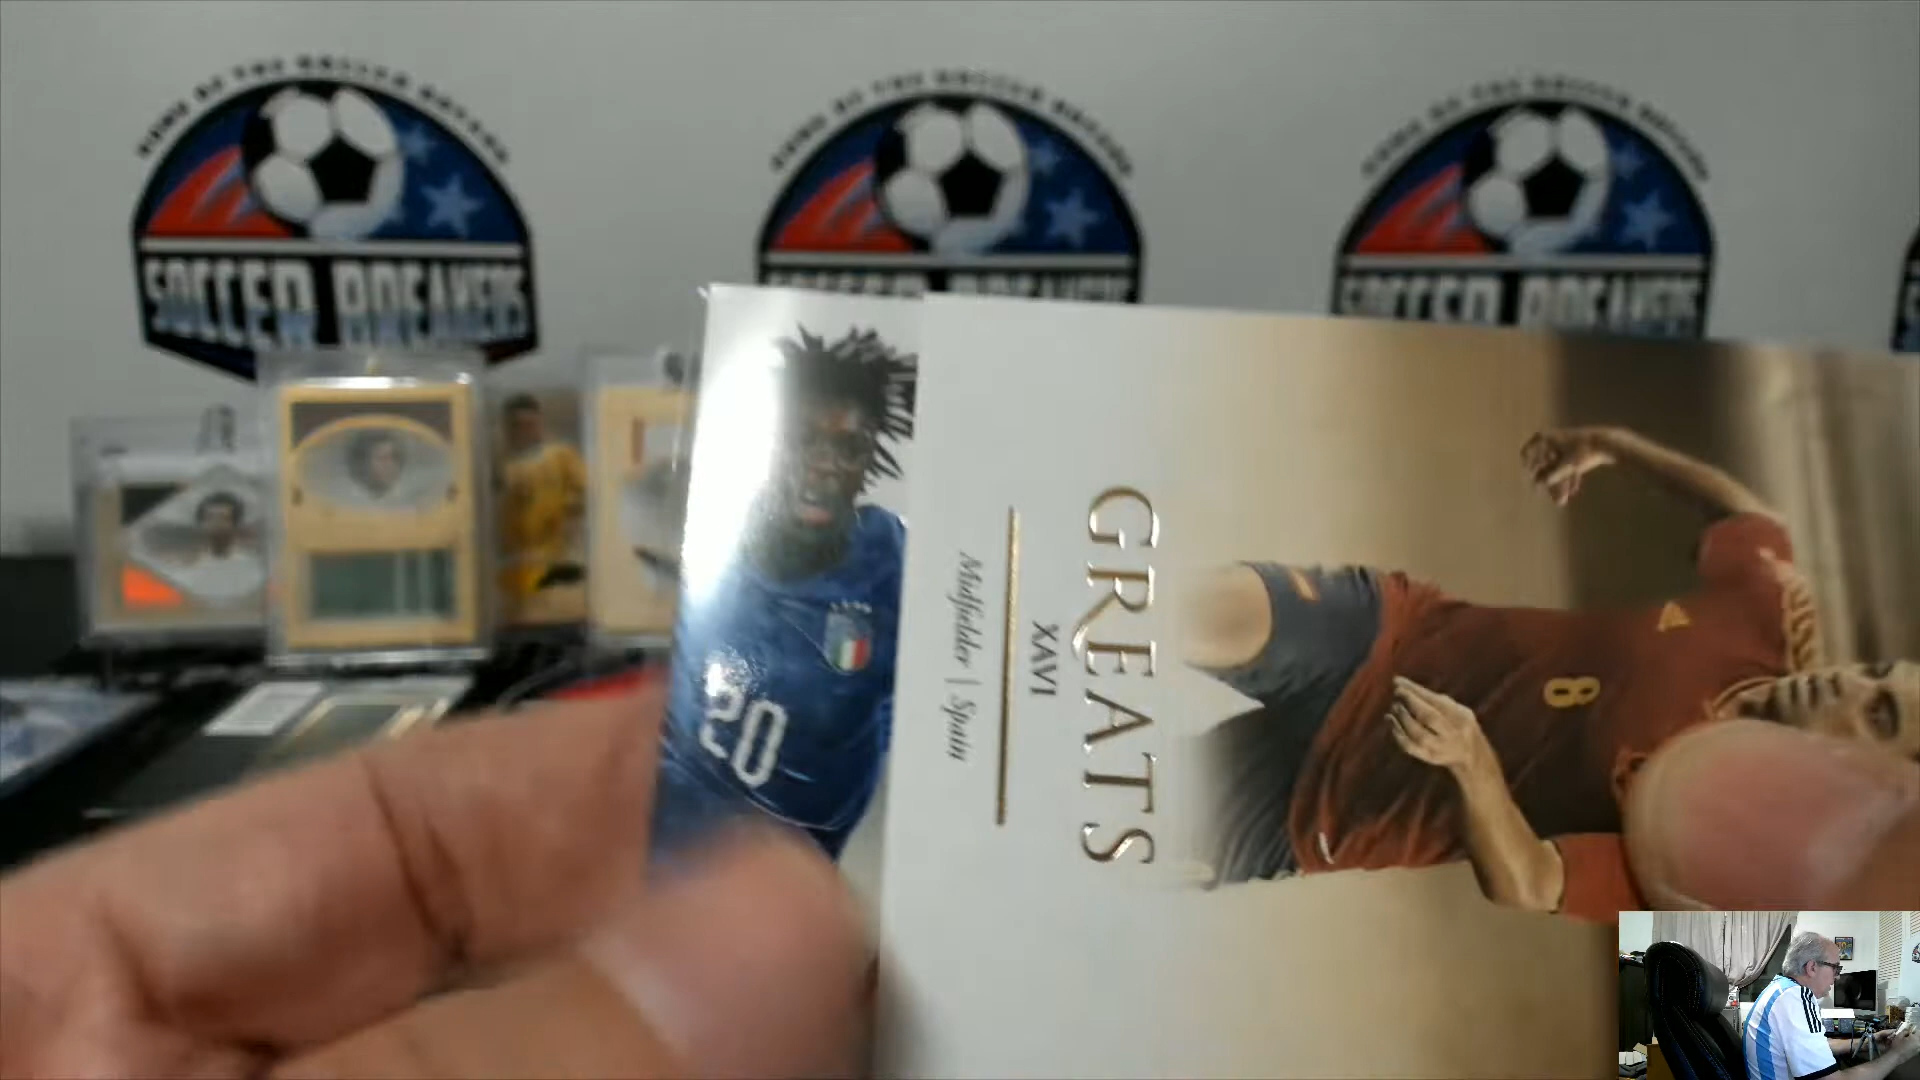 SOCCER BREAKERS
SOCCER BREAKERS
SOCCER BREAKERS
GREATS
XAVI
Midfielder | Spain
20
8